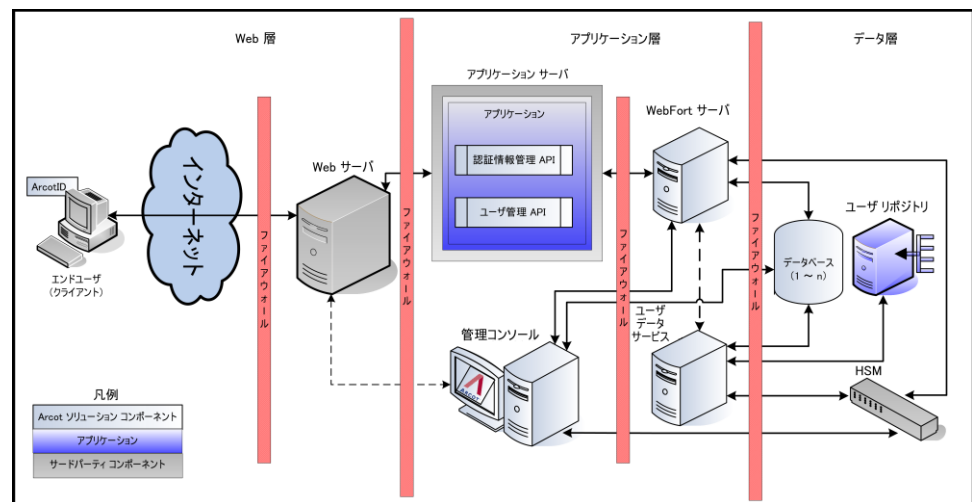 Web 層
アプリケーション層
データ層
アプリケーション サーバ
アプリケーション
認証情報管理 API
ユーザ管理 API
WebFort サーバ
Web サーバ
ArcotID
インターネット
エンドユーザ
(クライアント)
ファイアウォール
ファイアウォール
ファイアウォール
ファイアウォール
ユーザ リポジトリ
データベース
(1 ~ n)
ユーザ
データ
サービス
管理コンソール
ARCOT
HSM
凡例
Arcot ソリューション コンポーネント
アプリケーション
サードパーティ コンポーネント